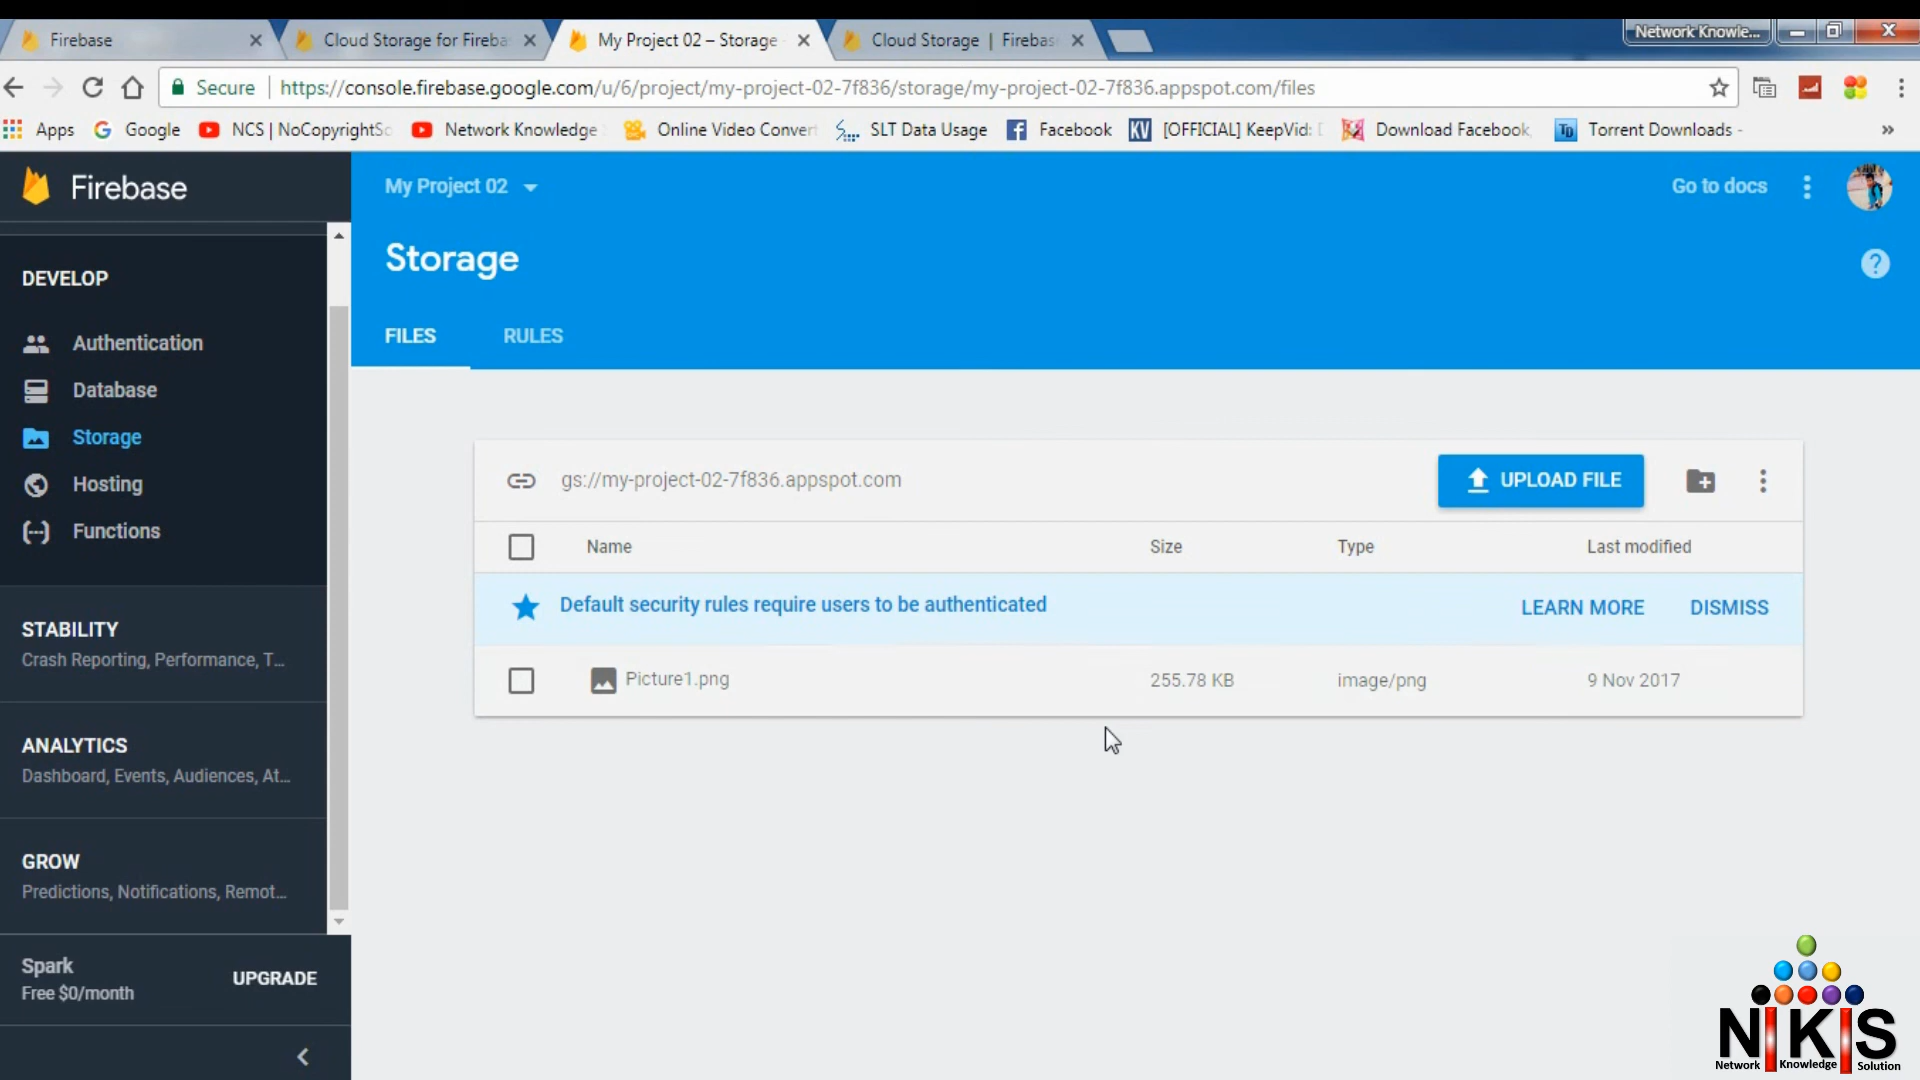 Firebase
Cloud Storage for Fireba
My Project 02 – Storage
Cloud Storage | Firebas
Network Knowle...
Secure
https://console.firebase.google.com/u/6/project/my-project-02-7f836/storage/my-project-02-7f836.appspot.com/files
Apps
Google
NCS | NoCopyrightSo
Network Knowledge
Online Video Conver
SLT Data Usage
Facebook
KV
[OFFICIAL] KeepVid:
Download Facebook
TD
Torrent Downloads -
»
Firebase
My Project 02
Go to docs
Storage
?
FILES
RULES
DEVELOP
Authentication
Database
Storage
Hosting
Functions
STABILITY
Crash Reporting, Performance, T...
ANALYTICS
Dashboard, Events, Audiences, At...
GROW
Predictions, Notifications, Remot...
Spark
Free $0/month
UPGRADE
gs://my-project-02-7f836.appspot.com
UPLOAD FILE
Name
Size
Type
Last modified
Default security rules require users to be authenticated
LEARN MORE
DISMISS
Picture1.png
255.78 KB
image/png
9 Nov 2017
NIKIS
Network Knowledge Solution